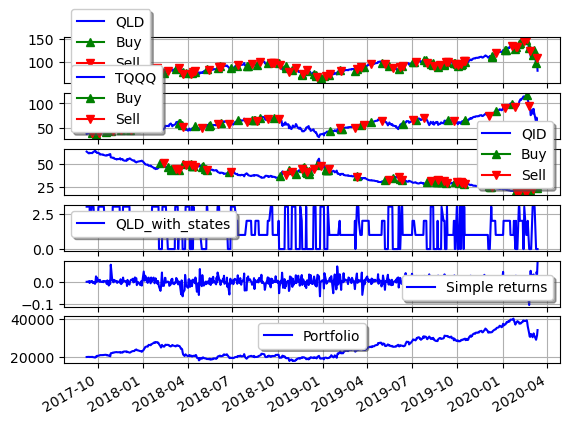 QLD
Buy
Sell
150
100
TQQQ
Buy
Sell
100
50
QID
Buy
Sell
50
25
QLD_with_states
2.5
0.0
Simple returns
0.0
−0.1
Portfolio
40000
20000
2017-10
2018-01
2018-04
2018-07
2018-10
2019-01
2019-04
2019-07
2019-10
2020-01
2020-04